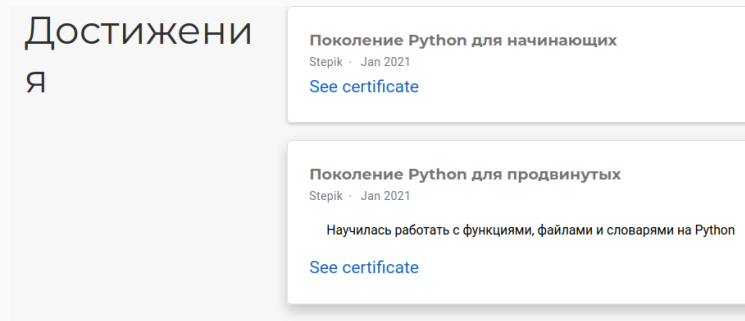 Достижени
я
Поколение Python для начинающих
Stepik · Jan 2021
See certificate
Поколение Python для продвинутых
Stepik · Jan 2021
Научилась работать с функциями, файлами и словарями на Python
See certificate